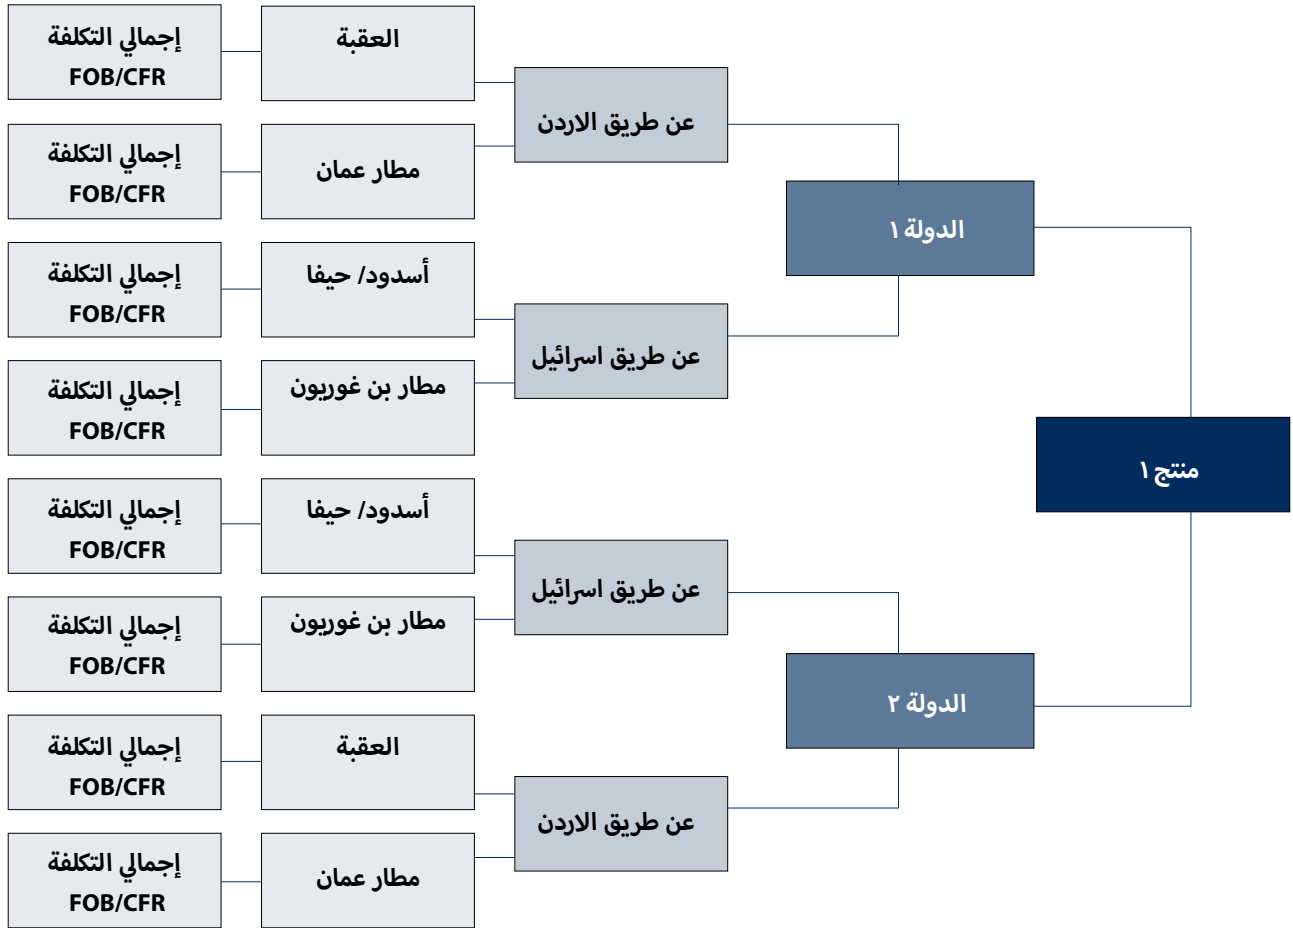 منتج ١
الدولة ١
عن طريق الاردن
العقبة
إجمالي التكلفة
FOB/CFR
مطار عمان
إجمالي التكلفة
FOB/CFR
عن طريق اسرائيل
أسدود/ حيفا
إجمالي التكلفة
FOB/CFR
مطار بن غوريون
إجمالي التكلفة
FOB/CFR
الدولة ٢
عن طريق اسرائيل
أسدود/ حيفا
إجمالي التكلفة
FOB/CFR
مطار بن غوريون
إجمالي التكلفة
FOB/CFR
عن طريق الاردن
العقبة
إجمالي التكلفة
FOB/CFR
مطار عمان
إجمالي التكلفة
FOB/CFR